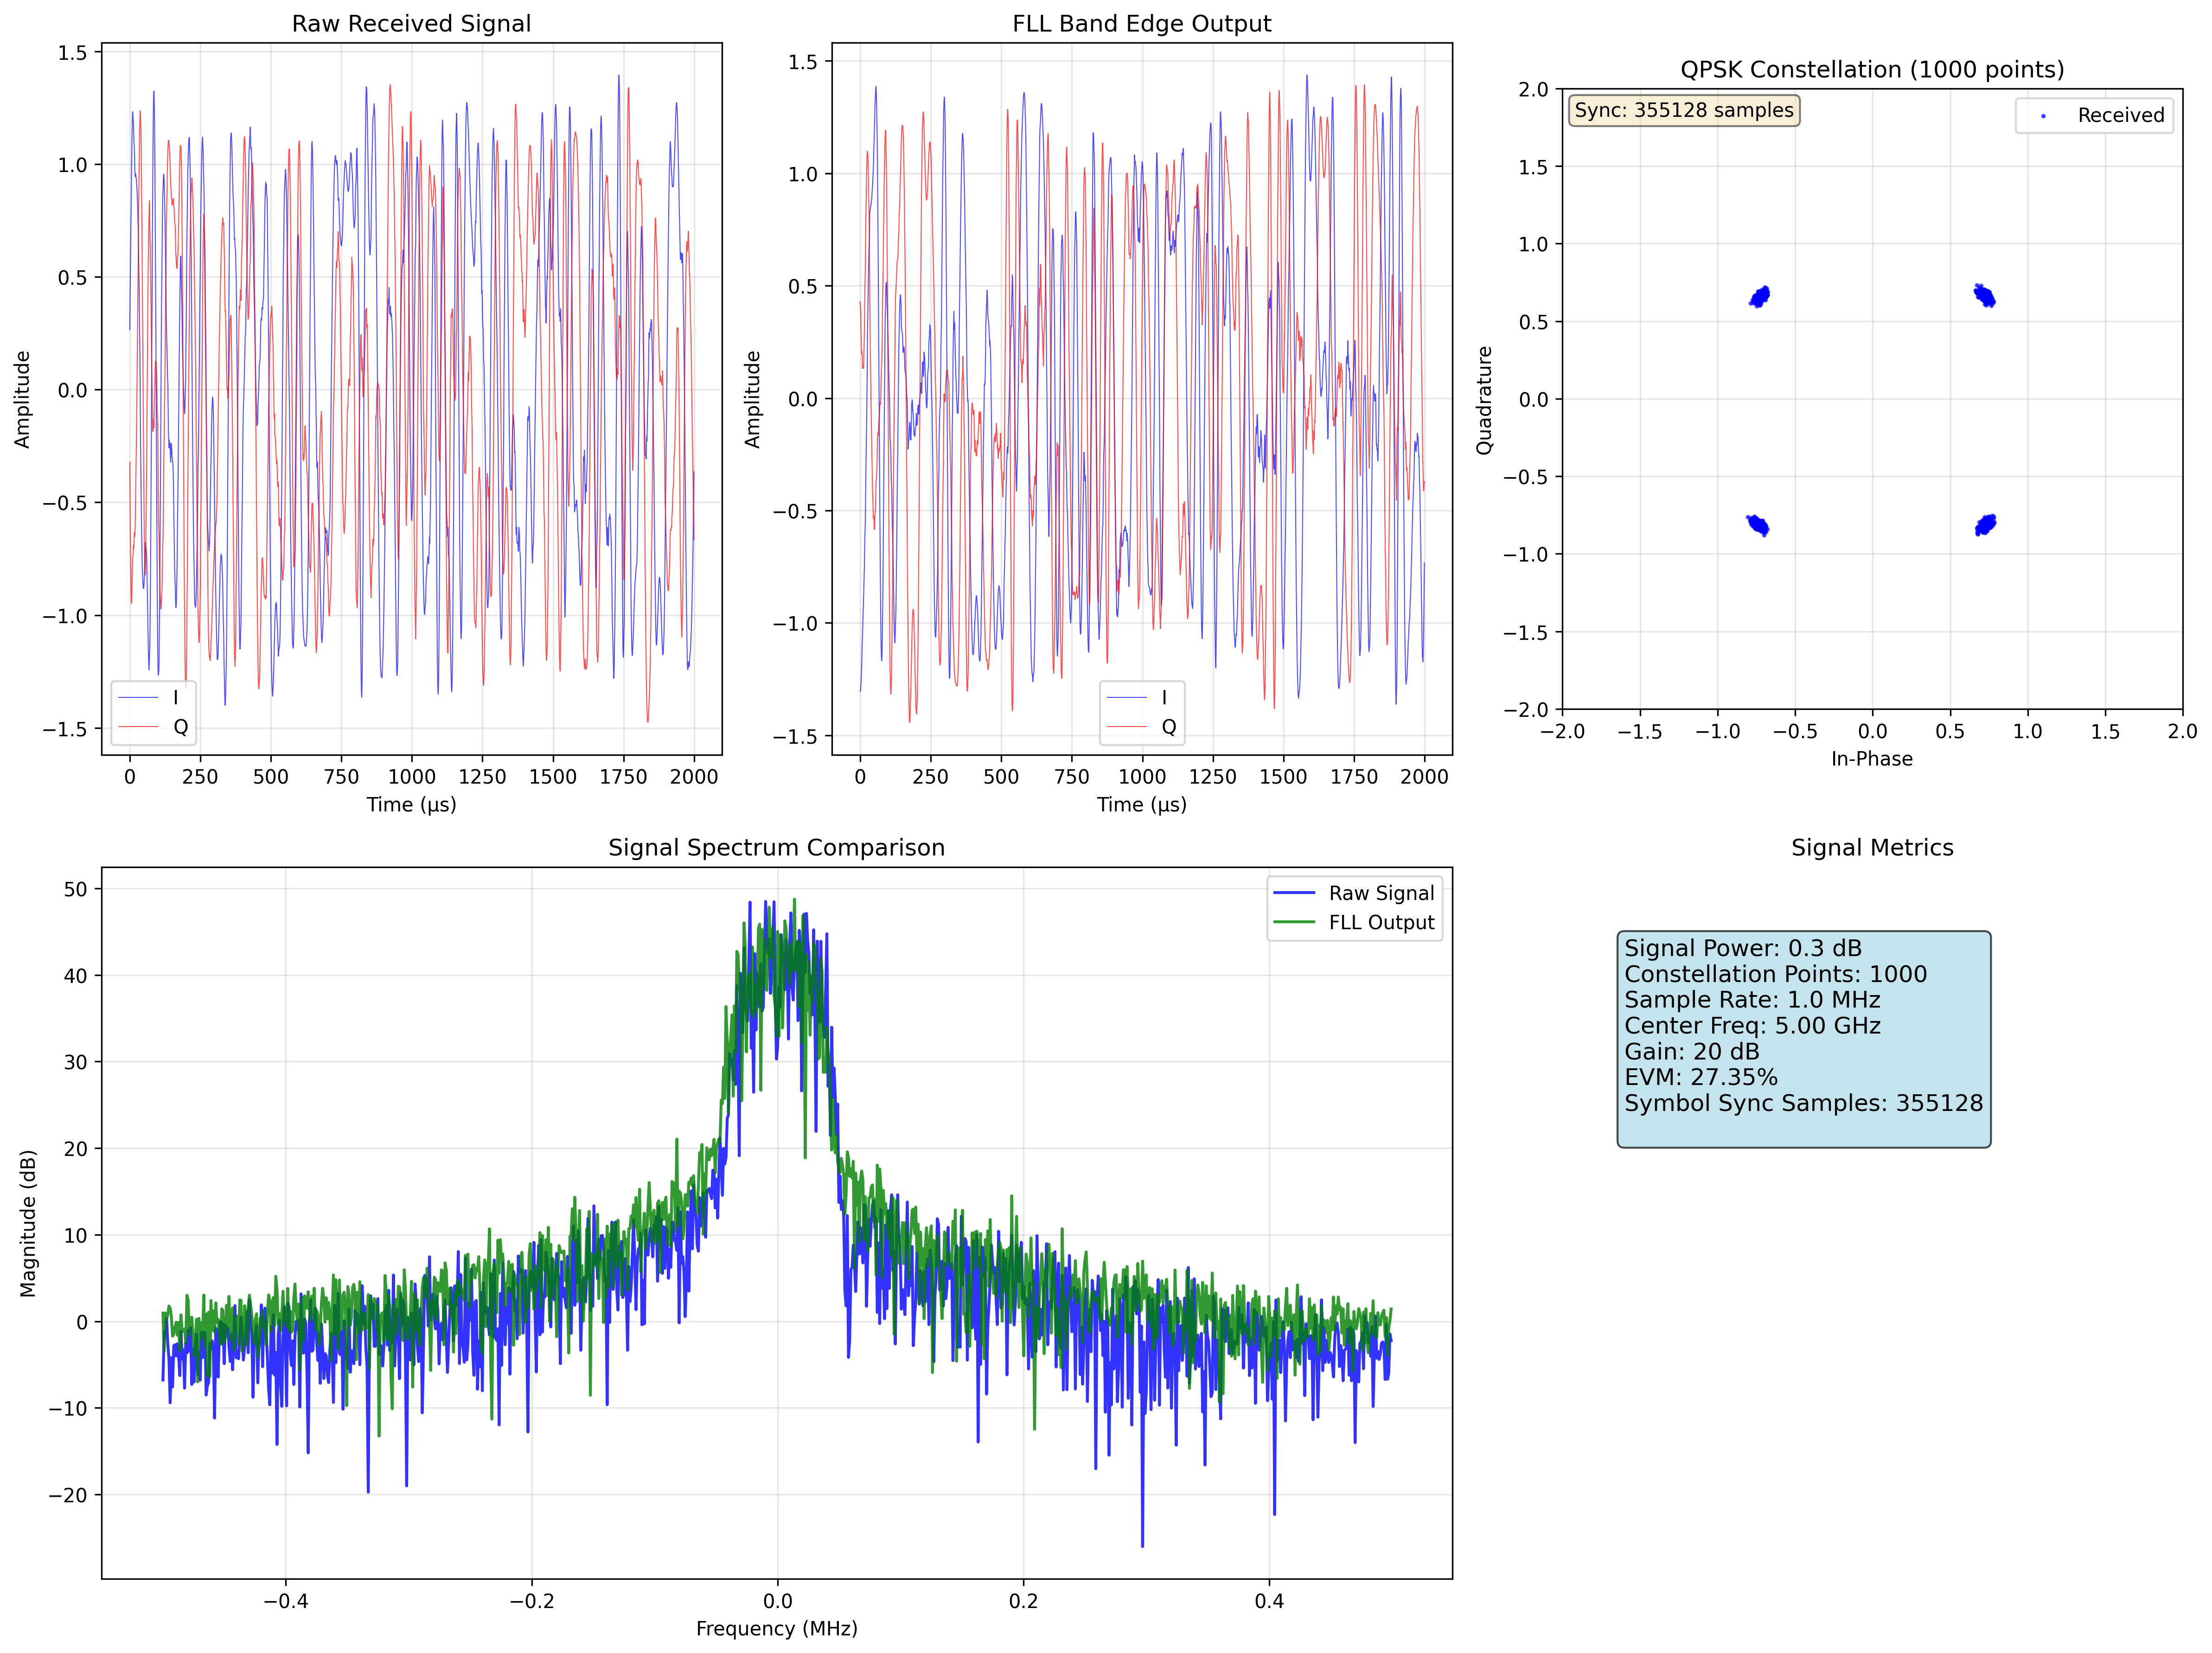 Raw Received Signal
Amplitude
1.5
1.0
0.5
0.0
−0.5
−1.0
−1.5
I
Q
0 250 500 750 1000 1250 1500 1750 2000
Time (µs)
FLL Band Edge Output
Amplitude
1.5
1.0
0.5
0.0
−0.5
−1.0
−1.5
I
Q
0 250 500 750 1000 1250 1500 1750 2000
Time (µs)
QPSK Constellation (1000 points)
Sync: 355128 samples
Received
Quadrature
2.0
1.5
1.0
0.5
0.0
−0.5
−1.0
−1.5
−2.0
−2.0 −1.5 −1.0 −0.5 0.0 0.5 1.0 1.5 2.0
In-Phase
Signal Spectrum Comparison
Raw Signal
FLL Output
Magnitude (dB)
50
40
30
20
10
0
−10
−20
−0.4 −0.2 0.0 0.2 0.4
Frequency (MHz)
Signal Metrics
Signal Power: 0.3 dB
Constellation Points: 1000
Sample Rate: 1.0 MHz
Center Freq: 5.00 GHz
Gain: 20 dB
EVM: 27.35%
Symbol Sync Samples: 355128